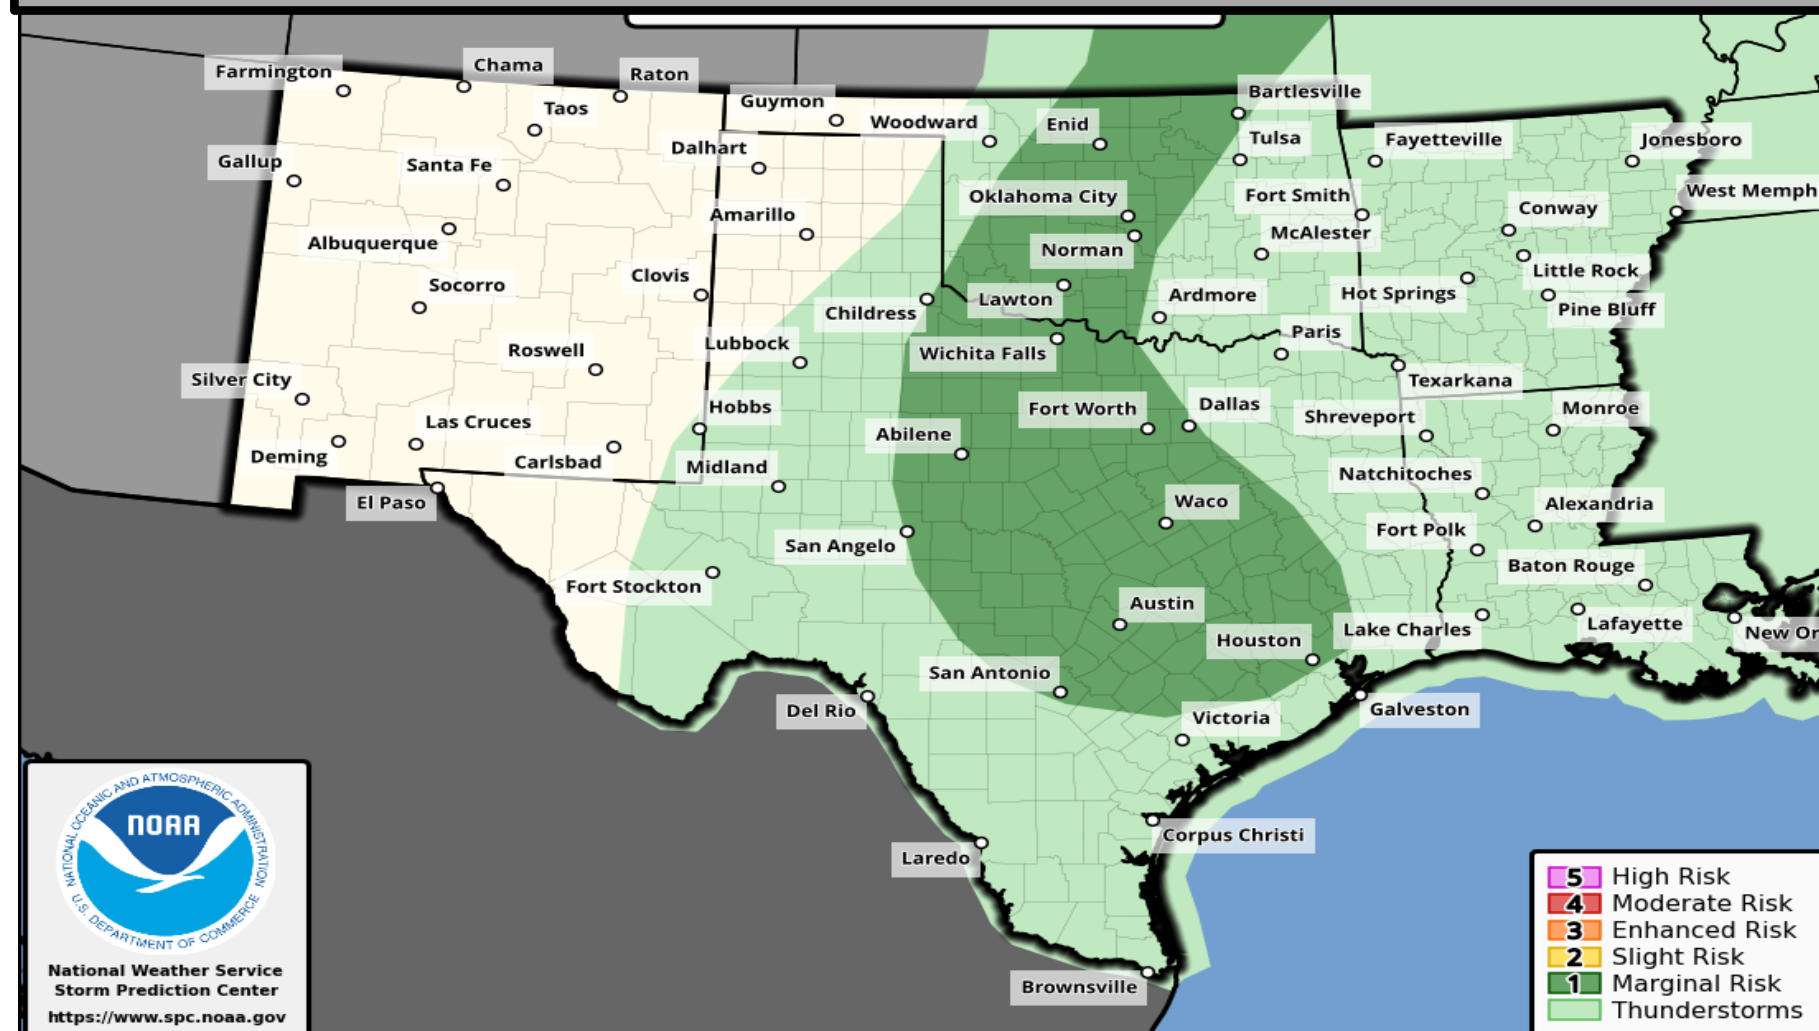 Farmington
Chama
Raton
Taos
Guymon
Woodward
Enid
Bartlesville
Tulsa
Fayetteville
Jonesboro
Gallup
Santa Fe
Dalhart
Oklahoma City
Fort Smith
Conway
West Memph
Albuquerque
Amarillo
Norman
McAlester
Little Rock
Socorro
Clovis
Childress
Lawton
Ardmore
Hot Springs
Pine Bluff
Roswell
Lubbock
Wichita Falls
Paris
Texarkana
Silver City
Las Cruces
Hobbs
Abilene
Fort Worth
Dallas
Shreveport
Monroe
Deming
Carlsbad
Midland
Natchitoches
El Paso
San Angelo
Waco
Fort Polk
Alexandria
Fort Stockton
Austin
Baton Rouge
Houston
Lake Charles
Lafayette
New Or
San Antonio
Del Rio
Victoria
Galveston
Corpus Christi
Laredo
Brownsville
NATIONAL OCEANIC AND ATMOSPHERIC ADMINISTRATION
NOAA
U.S. DEPARTMENT OF COMMERCE
National Weather Service
Storm Prediction Center
https://www.spc.noaa.gov
5 High Risk
4 Moderate Risk
3 Enhanced Risk
2 Slight Risk
1 Marginal Risk
Thunderstorms